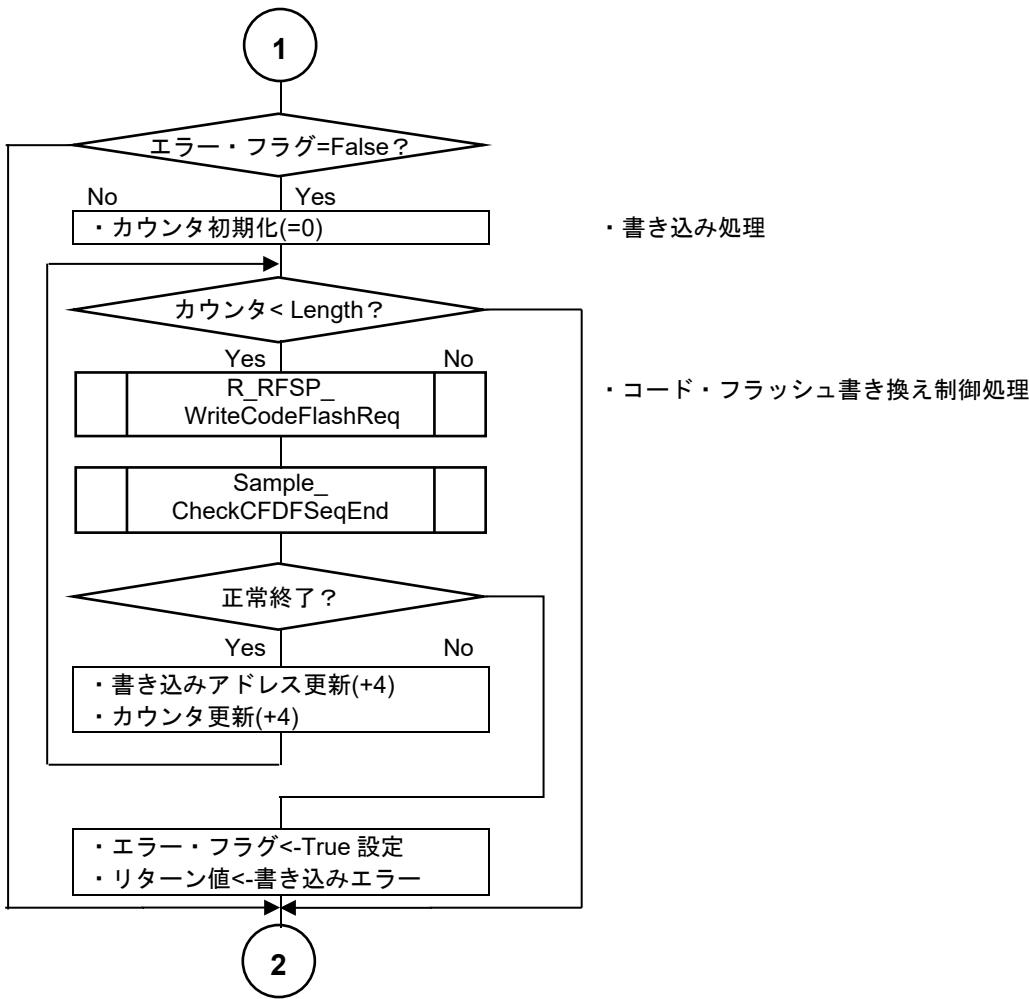 1
エラー・フラグ=False?
No Yes
・カウンタ初期化(=0)
・書き込み処理
カウンタ< Length?
Yes No
R_RFSP_
WriteCodeFlashReq
・コード・フラッシュ書き換え制御処理
Sample_
CheckCFDFSeqEnd
正常終了?
Yes No
・書き込みアドレス更新(+4)
・カウンタ更新(+4)
・エラー・フラグ<-True 設定
・リターン値<-書き込みエラー
2